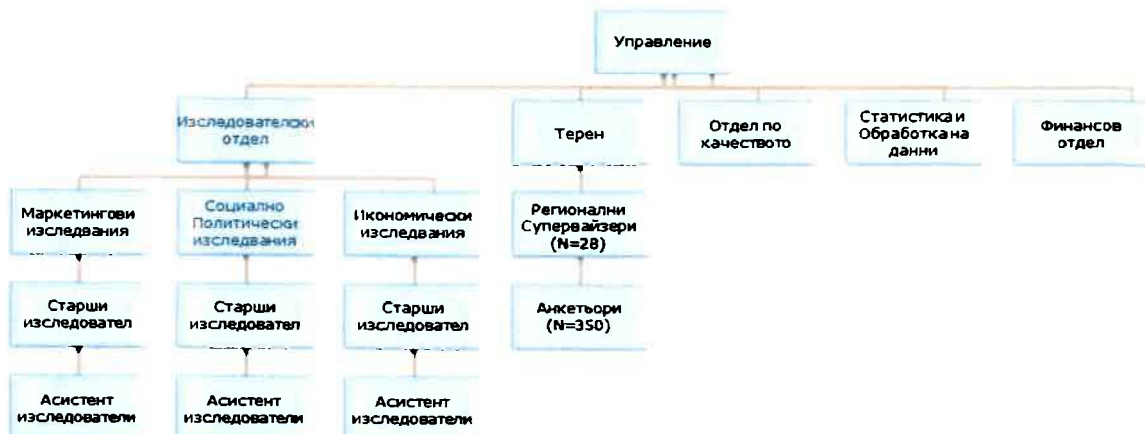 Управление
Изследователски
отдел
Терен
Отдел по
качеството
Статистика и
Обработка на
данни
Финансов
отдел
Маркетингови
изследвания
Социално
Политически
изследвания
Икономически
изследвания
Регионални
Супервайзери
(N=28)
Старши
изследовател
Старши
изследовател
Старши
изследовател
Анкетьори
(N=350)
Асистент
изследователи
Асистент
изследователи
Асистент
изследователи